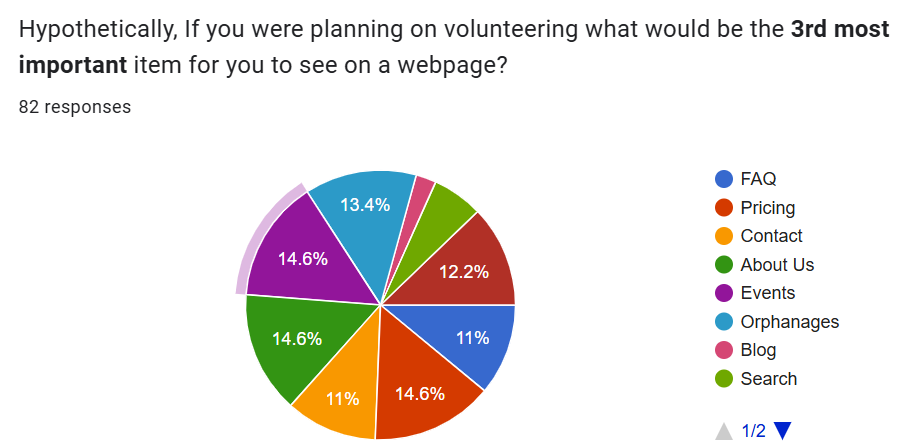 Hypothetically, If you were planning on volunteering what would be the 3rd most
important item for you to see on a webpage?
82 responses
13.4%
14.6%
12.2%
14.6%
11%
11%
14.6%
FAQ
Pricing
Contact
About Us
Events
Orphanages
Blog
Search
1/2